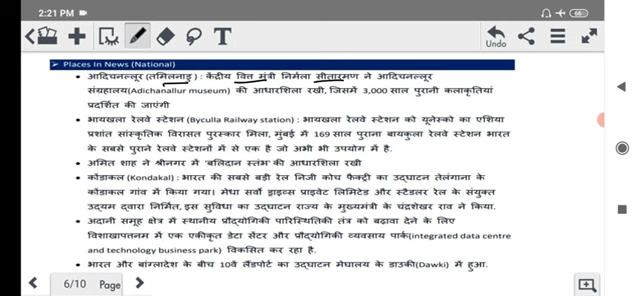 2:21 PM
66
Undo
Places In News (National)
आदिचनल्लूर (तमिलनाडु) : केंद्रीय वित्त मंत्री निर्मला सीतारमण ने आदिचनल्लूर
संग्रहालय(Adichanallur museum) की आधारशिला रखी, जिसमें 3,000 साल पुरानी कलाकृतियां
प्रदर्शित की जाएंगी
भायखला रेलवे स्टेशन (Byculla Railway station) : भायखला रेलवे स्टेशन को यूनेस्को का एशिया
प्रशांत सांस्कृतिक विरासत पुरस्कार मिला, मुंबई में 169 साल पुराना बायकुला रेलवे स्टेशन भारत
के सबसे पुराने रेलवे स्टेशनों में से एक है जो अभी भी उपयोग में है.
अमित शाह ने श्रीनगर में 'बलिदान स्तंभ' की आधारशिला रखी
कोंडाकल (Kondakal) : भारत की सबसे बड़ी रेल निजी कोच फैक्ट्री का उद्घाटन तेलंगाना के
कोंडाकल गांव में किया गया। मेधा सर्वो ड्राइव्स प्राइवेट लिमिटेड और स्टैडलर रेल के संयुक्त
उद्यम द्वारा निर्मित, इस सुविधा का उद्घाटन राज्य के मुख्यमंत्री के चंद्रशेखर राव ने किया.
अदानी समूह क्षेत्र में स्थानीय प्रौद्योगिकी पारिस्थितिकी तंत्र को बढ़ावा देने के लिए
विशाखापत्तनम में एक एकीकृत डेटा सेंटर और प्रौद्योगिकी व्यवसाय पार्क(integrated data centre
and technology business park) विकसित कर रहा है.
भारत और बांग्लादेश के बीच 10वें लैंडपोर्ट का उद्घाटन मेघालय के डाउकी (Dawki) में हुआ.
6/10 Page